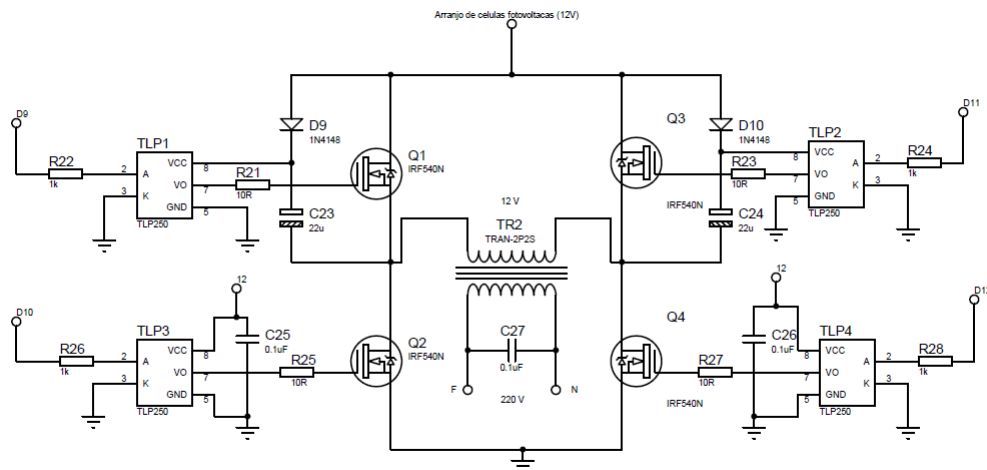 Arranjo de celulas fotovoltacas (12V)
D9
R22
1k
TLP1
2
3
A
K
VCC
VO
GND
8
7
5
TLP250
R21
10R
D9
1N4148
C23
22u
Q1
IRF540N
Q3
IRF540N
D10
1N4148
C24
22u
R23
10R
TLP2
8
7
5
VCC
VO
GND
A
K
2
3
TLP250
R24
1k
D11
12 V
TR2
TRAN-2P2S
D10
R26
1k
TLP3
2
3
A
K
VCC
VO
GND
8
7
5
TLP250
12
C25
0.1uF
R25
10R
Q2
IRF540N
C27
0.1uF
F
N
220 V
Q4
IRF540N
R27
10R
12
C26
0.1uF
TLP4
8
7
5
VCC
VO
GND
A
K
2
3
TLP250
R28
1k